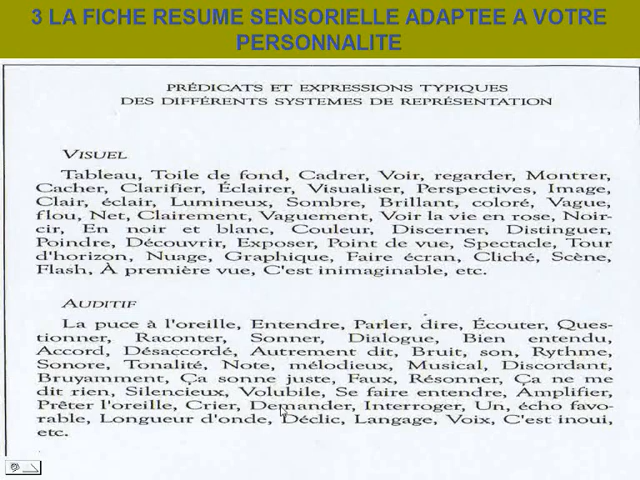 3 LA FICHE RESUME SENSORIELLE ADAPTEE A VOTRE
PERSONNALITE
PRÉDICATS ET EXPRESSIONS TYPIQUES
DES DIFFÉRENTS SYSTEMES DE REPRÉSENTATION
VISUEL
Tableau, Toile de fond, Cadrer, Voir, regarder, Montrer,
Cacher, Clarifier, Éclairer, Visualiser, Perspectives, Image,
Clair, éclair, Lumineux, Sombre, Brillant, coloré, Vague,
flou, Net, Clairement, Vaguement, Voir la vie en rose, Noir-
cir, En noir et blanc, Couleur, Discerner, Distinguer,
Poindre, Découvrir, Exposer, Point de vue, Spectacle, Tour
d'horizon, Nuage, Graphique, Faire écran, Cliché, Scène,
Flash, À première vue, C'est inimaginable, etc.
AUDITIF
La puce à l'oreille, Entendre, Parler, dire, Écouter, Ques-
tionner, Raconter, Sonner, Dialogue, Bien entendu,
Accord, Désaccordé, Autrement dit, Bruit, son, Rythme,
Sonore, Tonalité, Note, mélodieux, Musical, Discordant,
Bruyamment, Ça sonne juste, Faux, Résonner, Ça ne me
dit rien, Silencieux, Volubile, Se faire entendre, Amplifier,
Prêter l'oreille, Crier, Demander, Interroger, Un, écho favo-
rable, Longueur d'onde, Déclic, Langage, Voix, C'est inoui,
etc.